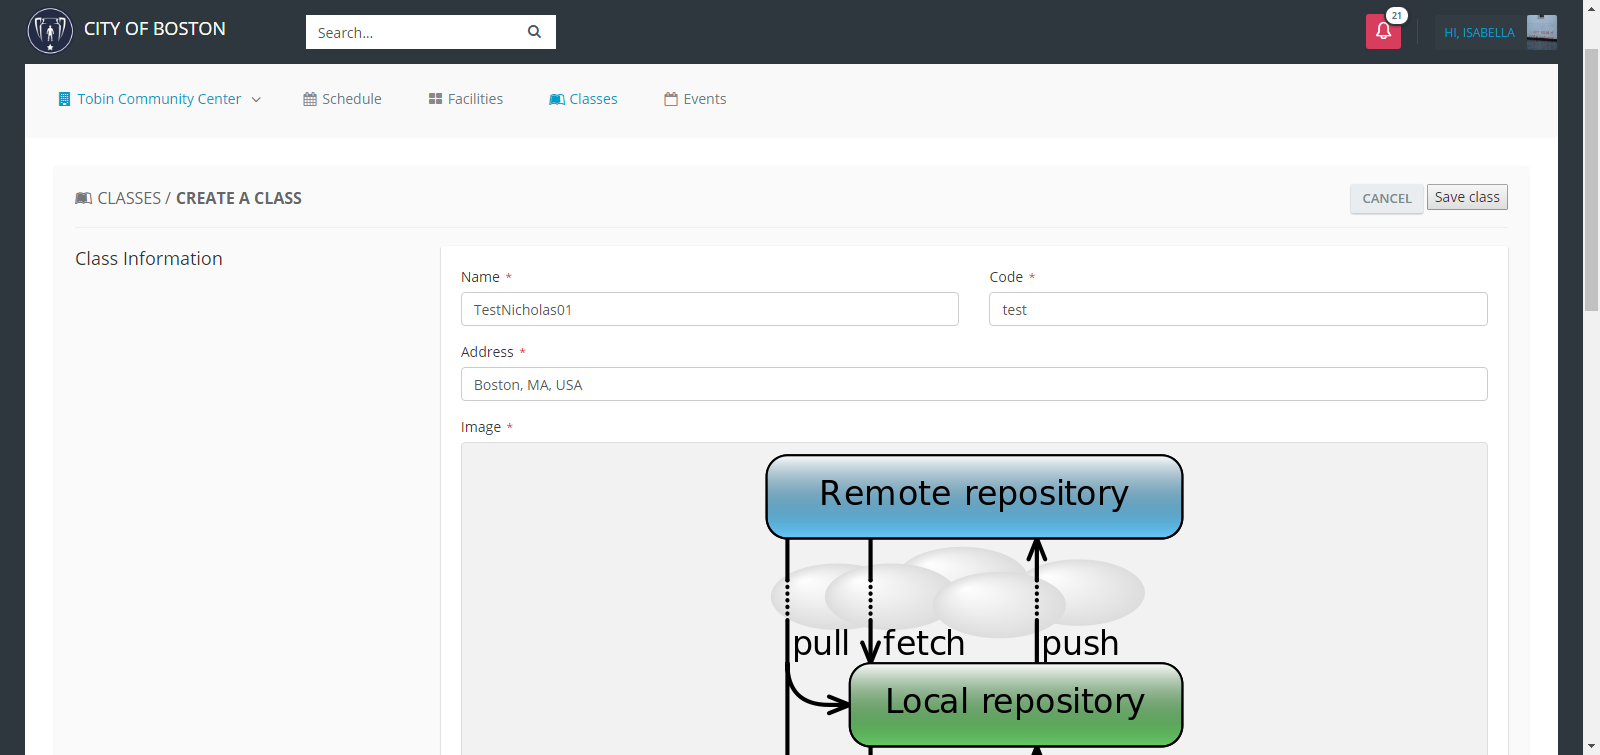 CITY OF BOSTON
Search...
21
HI, ISABELLA
Tobin Community Center
Schedule
Facilities
Classes
Events
CLASSES / CREATE A CLASS
CANCEL
Save class
Class Information
Name *
Code *
TestNicholas01
test
Address *
Boston, MA, USA
Image *
Remote repository
pull
fetch
push
Local repository